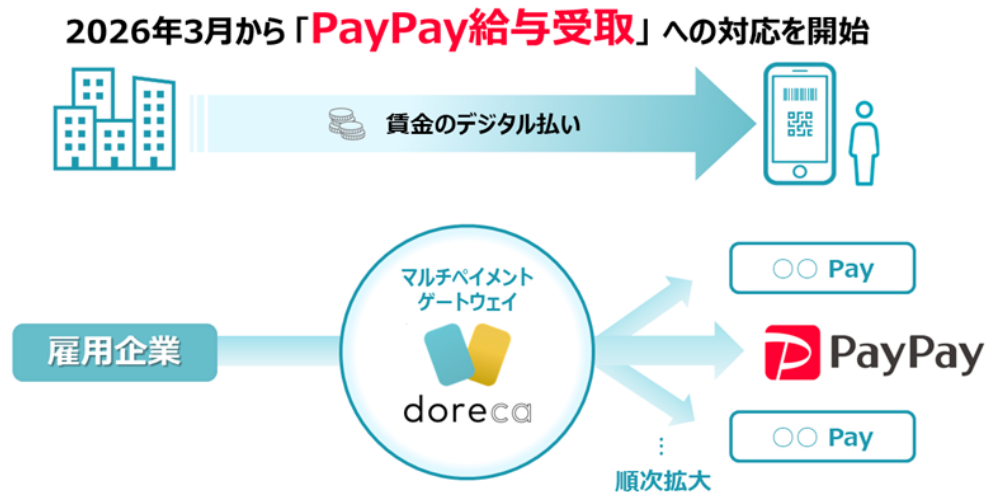 2026年3月から「PayPay給与受取」への対応を開始
賃金のデジタル払い
マルチペイメント
ゲートウェイ
doreca
雇用企業
○○ Pay
PayPay
○○ Pay
⋮
順次拡大